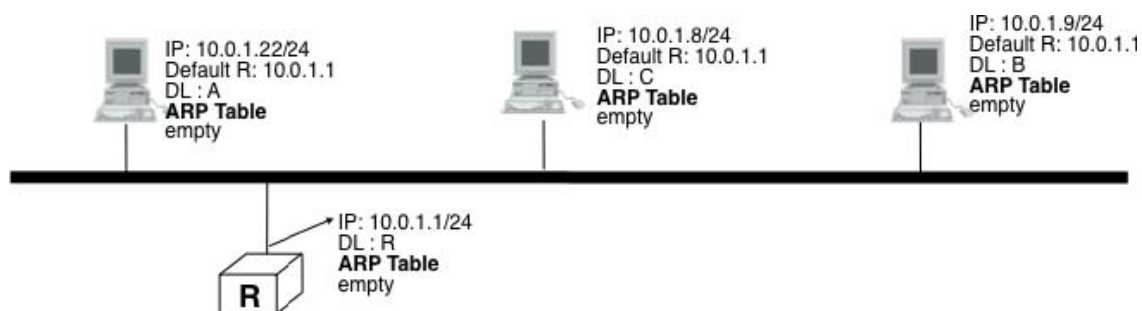 IP: 10.0.1.22/24
Default R: 10.0.1.1
DL : A
ARP Table
empty
IP: 10.0.1.8/24
Default R: 10.0.1.1
DL : C
ARP Table
empty
IP: 10.0.1.9/24
Default R: 10.0.1.1
DL : B
ARP Table
empty
IP: 10.0.1.1/24
DL : R
ARP Table
empty
R